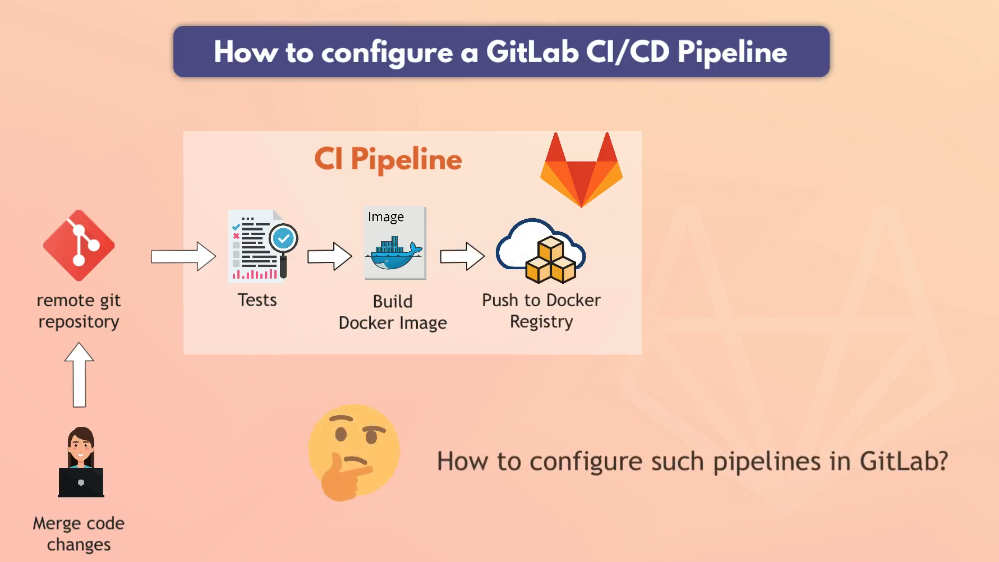 How to configure a GitLab CI/CD Pipeline
CI Pipeline
Image
remote git
repository
Tests
Build
Docker Image
Push to Docker
Registry
How to configure such pipelines in GitLab?
Merge code
changes